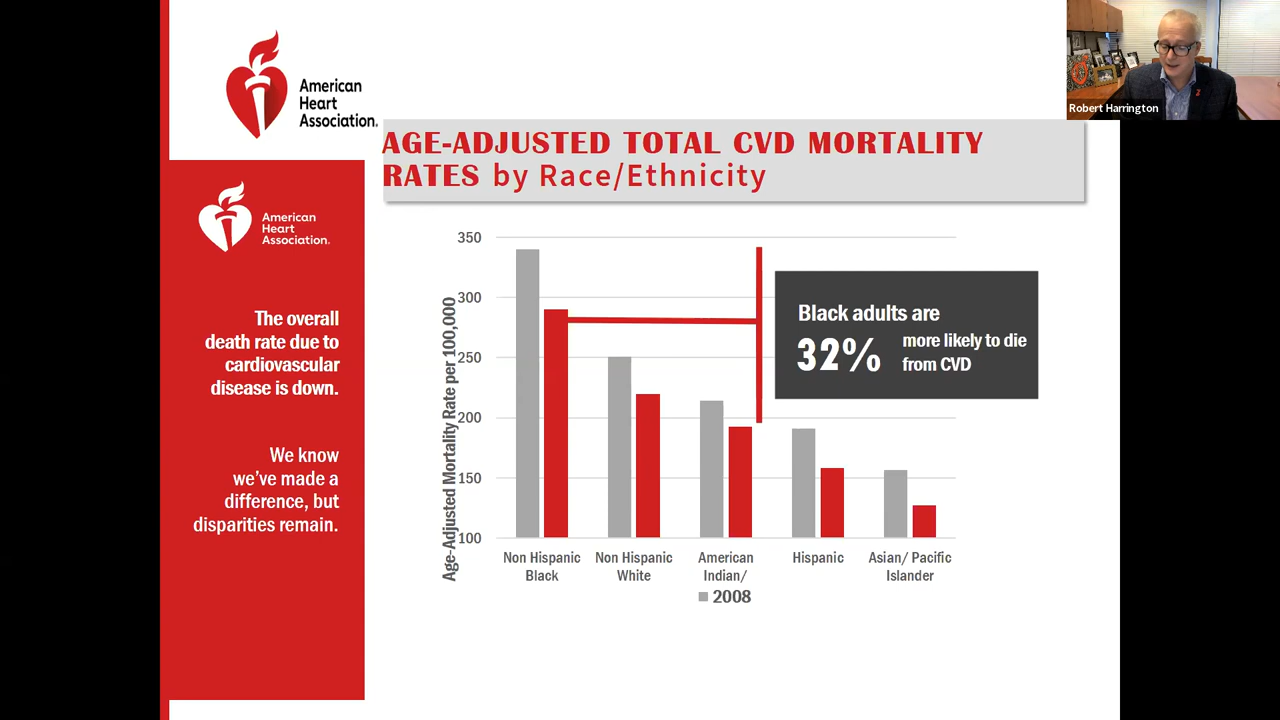 American
Heart
Association.
Robert Harrington
AGE-ADJUSTED TOTAL CVD MORTALITY
RATES by Race/Ethnicity
American
Heart
Association.
The overall
death rate due to
cardiovascular
disease is down.
We know
we've made a
difference, but
disparities remain.
Age-Adjusted Mortality Rate per 100,000
350
300
250
200
150
100
Non Hispanic
Black
Non Hispanic
White
American
Indian/
Hispanic
Asian/ Pacific
Islander
2008
Black adults are
32% more likely to die
from CVD